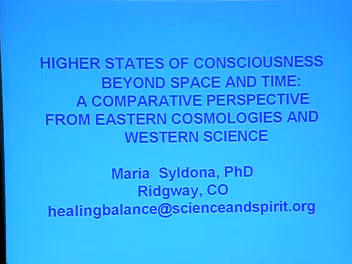 HIGHER STATES OF CONSCIOUSNESS
BEYOND SPACE AND TIME:
A COMPARATIVE PERSPECTIVE
FROM EASTERN COSMOLOGIES AND
WESTERN SCIENCE
Maria Syldona, PhD
Ridgway, CO
healingbalance@scienceandspirit.org